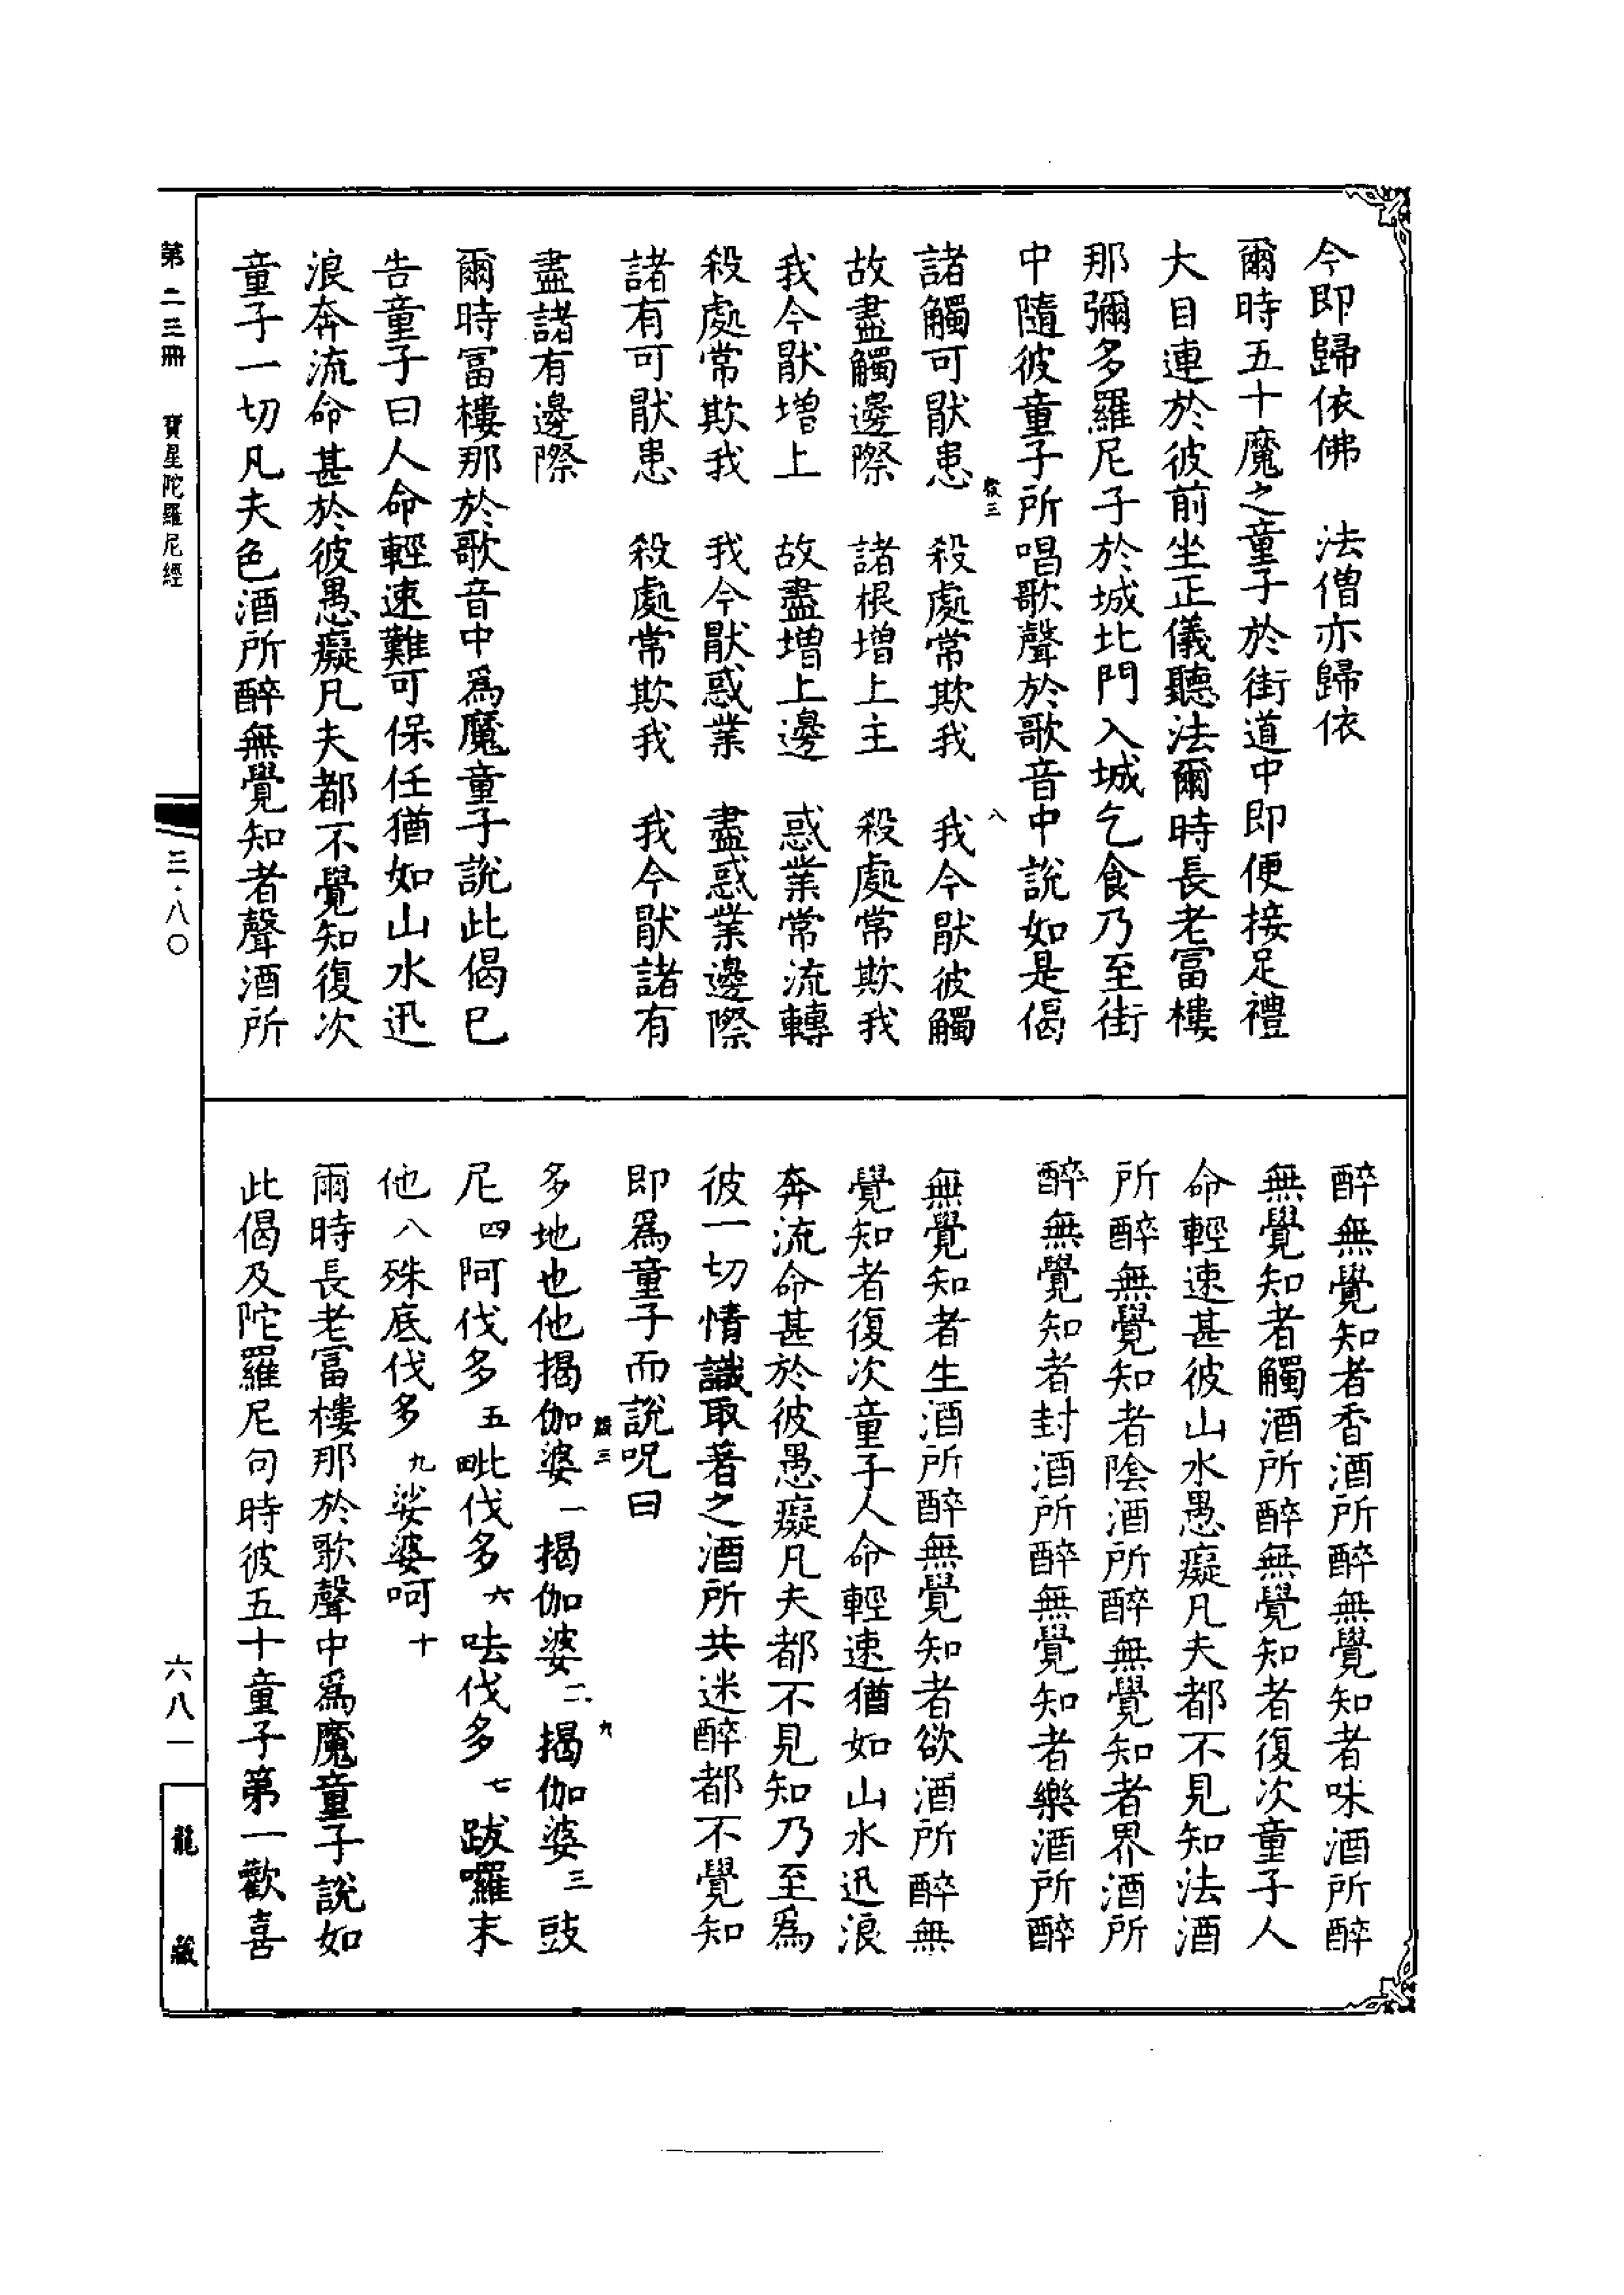 今即歸依佛　法僧亦歸依
爾時五十魔之童子於街道中即便接足禮
大目連於彼前坐正儀聽法爾時長老富樓
那彌多羅尼子於城北門入城乞食乃至街
中隨彼童子所唱歌聲於歌音中說如是偈
諸觸可猒患　殺處常欺我　我今猒彼觸
故盡觸邊際　諸根增上主　殺處常欺我
我今猒增上　故盡增上邊　惑業常流轉
殺處常欺我　我今猒惑業　盡惑業邊際
諸有可猒患　殺處常欺我　我今猒諸有
盡諸有邊際
爾時富樓那於歌音中爲魔童子說此偈已
告童子曰人命輕速難可保任猶如山水迅
浪奔流命甚於彼愚癡凡夫都不覺知復次
童子一切凡夫色酒所醉無覺知者聲酒所
醉無覺知者香酒所醉無覺知者味酒所醉
無覺知者觸酒所醉無覺知者復次童子人
命輕速甚彼山水愚癡凡夫都不見知法酒
所醉無覺知者陰酒所醉無覺知者界酒所
醉無覺知者封酒所醉無覺知者樂酒所醉
無覺知者生酒所醉無覺知者欲酒所醉無
覺知者復次童子人命輕速猶如山水迅浪
奔流命甚於彼愚癡凡夫都不見知乃至爲
彼一切情識取著之酒所共迷醉都不覺知
即爲童子而說呪曰
多地也他揭伽婆一揭伽婆二揭伽婆三豉
尼四阿伐多五毗伐多六呿伐多七跋囉末
他八殊底伐多九娑婆呵十
爾時長老富樓那於歌聲中爲魔童子說如
此偈及陀羅尼句時彼五十童子第一歡喜
第二三冊　寶星陀羅尼經
三·八〇
六八一
龍藏